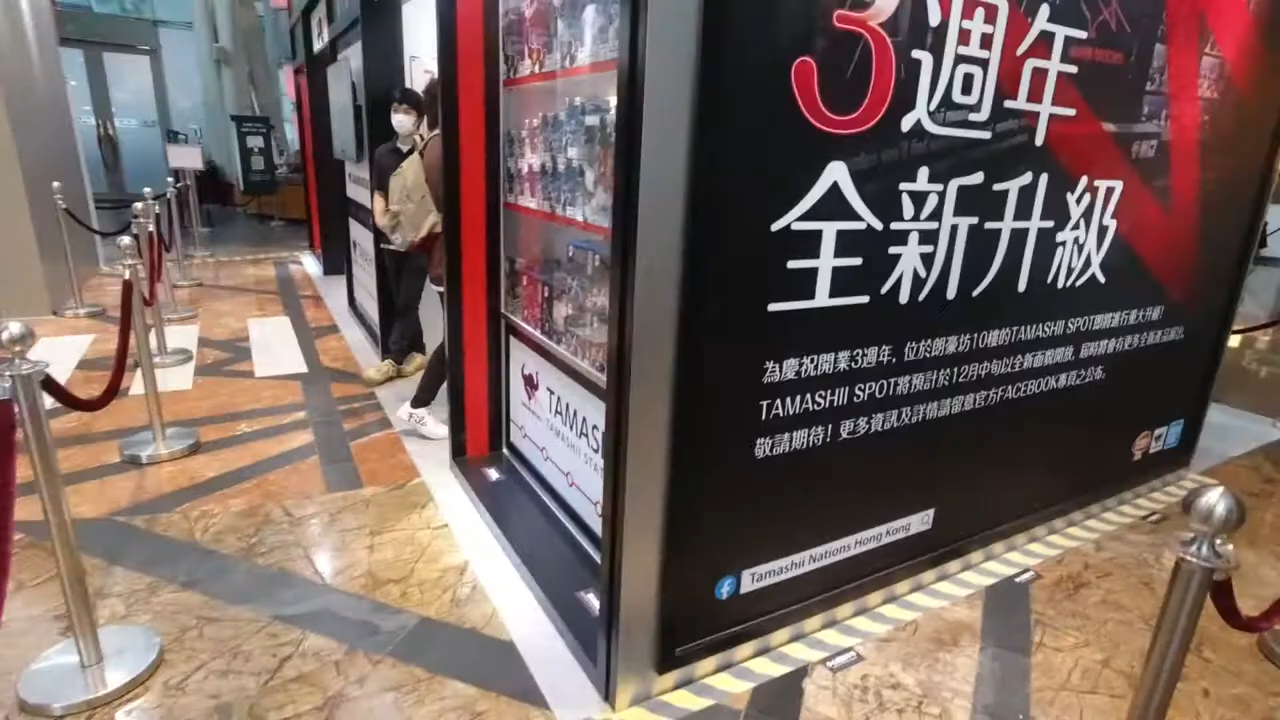 3週年
全新升級
為慶祝開業3週年, 位於朗豪坊10樓的TAMASHII SPOT即將進行重大升級!
TAMASHII SPOT將預計於12月中旬以全新面貌開放, 屆時將會有更多全新產品展出,
敬請期待! 更多資訊及詳情請留意官方FACEBOOK專頁之公布。
Tamashii Nations Hong Kong
TAMAS
TAMASHII STA